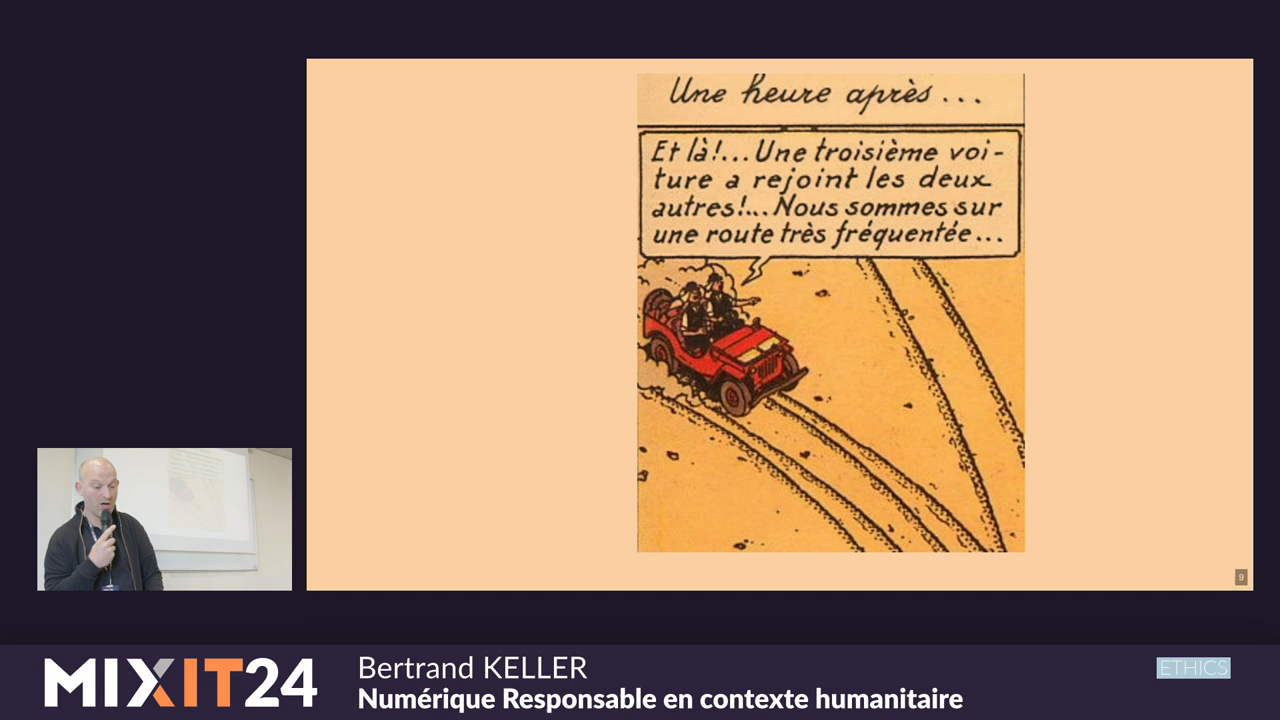 Une heure après...
Et là!... Une troisième voi-
ture a rejoint les deux
autres!... Nous sommes sur
une route très fréquentée...
9
MIXIT24
Bertrand KELLER
Numérique Responsable en contexte humanitaire
ETHICS